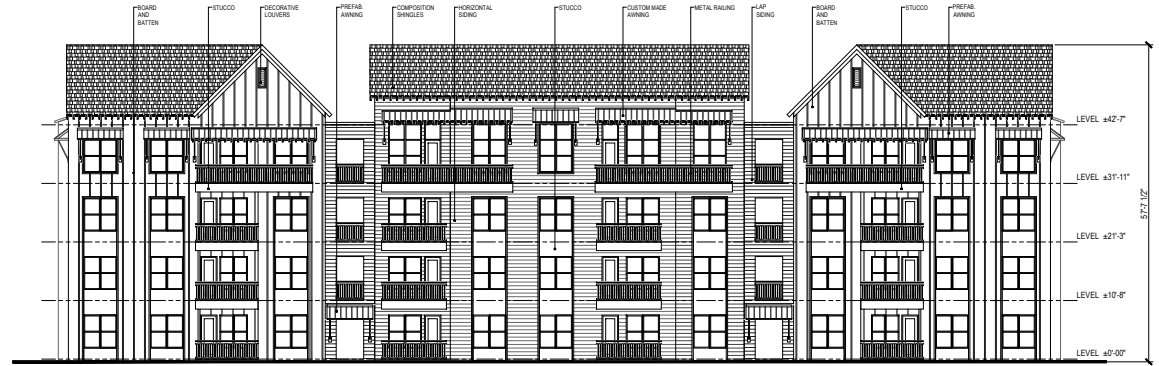 BOARD
AND
BATTEN
STUCCO
DECORATIVE
LOUVERS
PREFAB.
AWNING
COMPOSITION
SHINGLES
HORIZONTAL
SIDING
STUCCO
CUSTOM MADE
AWNING
METAL RAILING
LAP
SIDING
BOARD
AND
BATTEN
STUCCO
PREFAB.
AWNING
LEVEL ±42'-7"
LEVEL ±31'-11"
LEVEL ±21'-3"
LEVEL ±10'-8"
LEVEL ±0'-00"
57'-7 1/2"